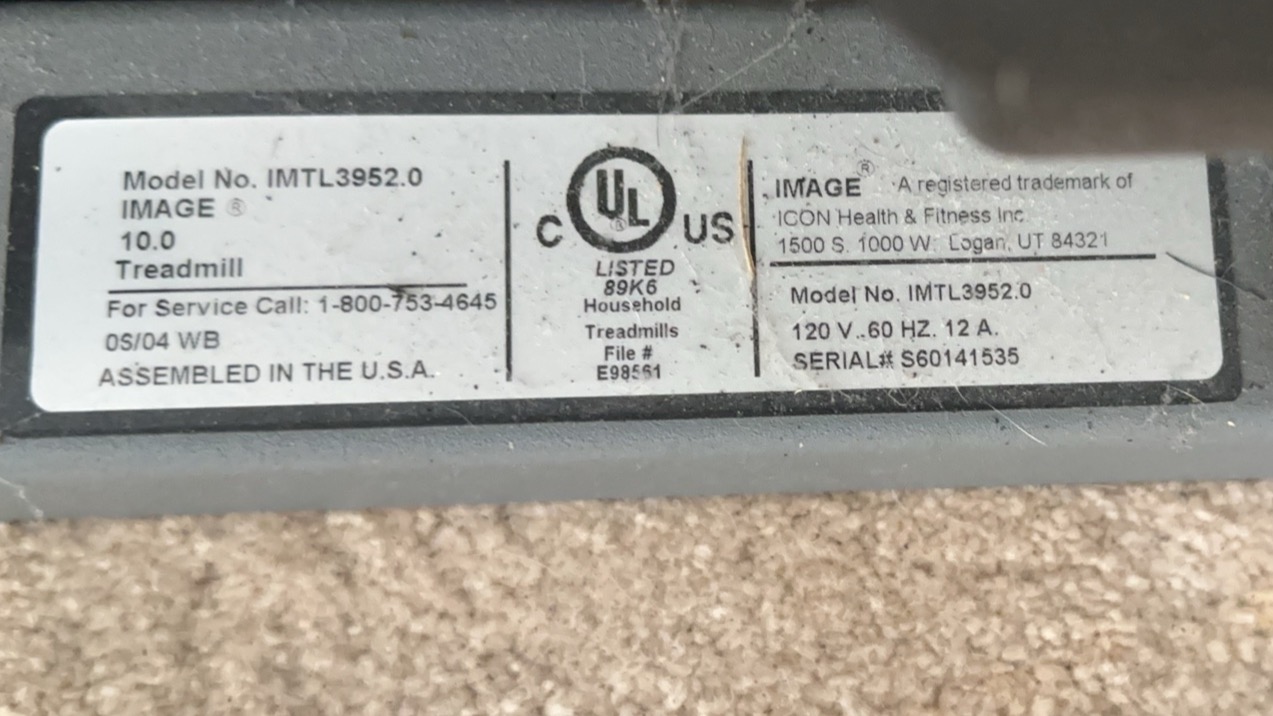 Model No. IMTL3952.0
IMAGE ®
10.0
Treadmill
For Service Call: 1-800-753-4645
0S/04 WB
ASSEMBLED IN THE U.S.A.
C UL ® US
LISTED
89K6
Household
Treadmills
File #
E98561
IMAGE ® A registered trademark of
ICON Health & Fitness Inc
1500 S. 1000 W. Logan, UT 84321
Model No. IMTL3952.0
120 V..60 HZ. 12 A.
SERIAL# S60141535